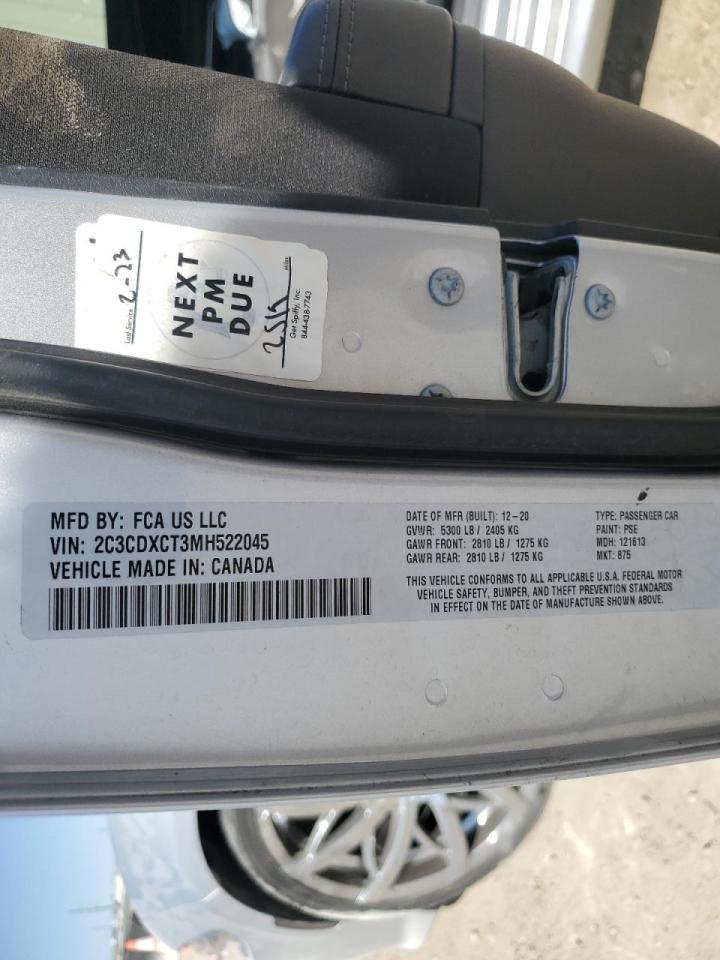 Last Service
2-23
NEXT
PM
DUE
25K
Miles
Get Spiffy, Inc.
844-438-7743
MFD BY: FCA US LLC
VIN: 2C3CDXCT3MH522045
VEHICLE MADE IN: CANADA
DATE OF MFR (BUILT): 12-20
GVWR: 5300 LB / 2405 KG
GAWR FRONT: 2810 LB / 1275 KG
GAWR REAR: 2810 LB / 1275 KG
TYPE: PASSENGER CAR
PAINT: PSE
MDH: 121613
MKT: 875
THIS VEHICLE CONFORMS TO ALL APPLICABLE U.S.A. FEDERAL MOTOR
VEHICLE SAFETY, BUMPER, AND THEFT PREVENTION STANDARDS
IN EFFECT ON THE DATE OF MANUFACTURE SHOWN ABOVE.